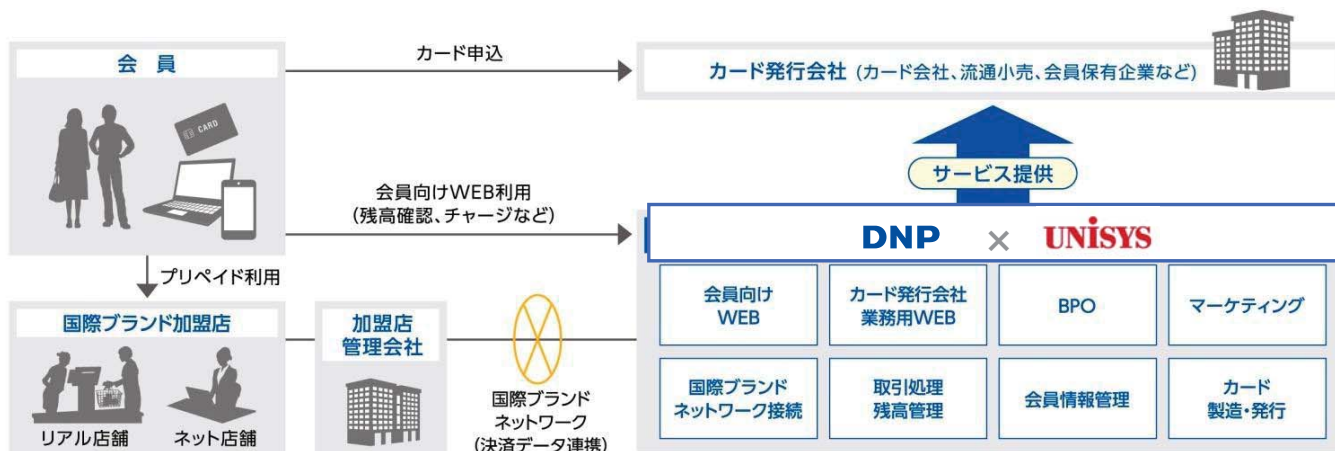 会 員
CARD
カード申込
カード発行会社 (カード会社、流通小売、会員保有企業など)
サービス提供
会員向けWEB利用
(残高確認、チャージなど)
DNP × UNiSYS
プリペイド利用
国際ブランド加盟店
リアル店舗
ネット店舗
加盟店
管理会社
国際ブランド
ネットワーク
(決済データ連携)
会員向け
WEB
カード発行会社
業務用WEB
BPO
マーケティング
国際ブランド
ネットワーク接続
取引処理
残高管理
会員情報管理
カード
製造・発行